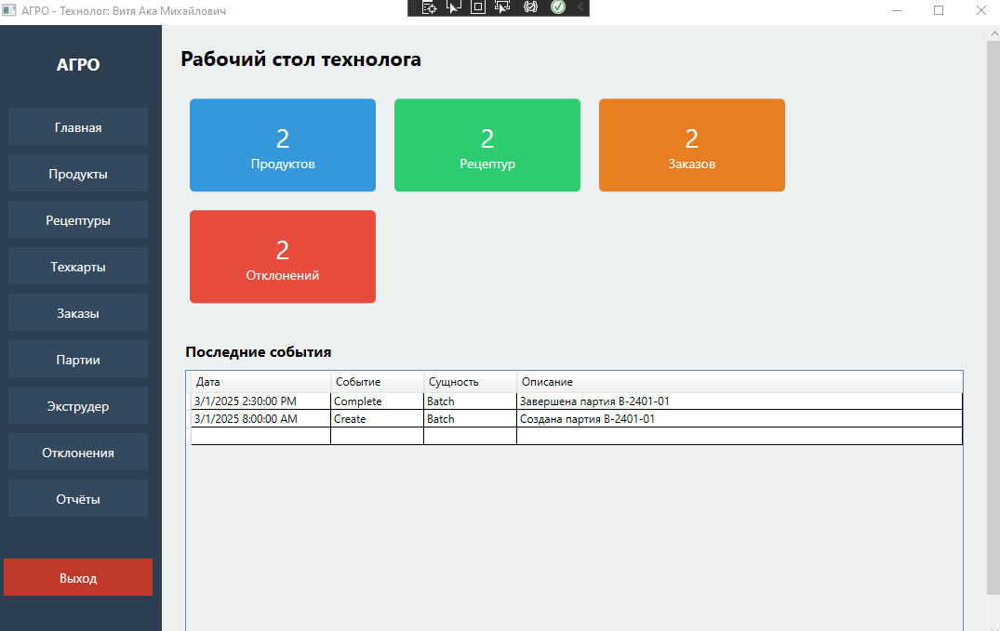 АГРО - Технолог: Витя Ака Михайлович
АГРО
Главная
Продукты
Рецептуры
Техкарты
Заказы
Партии
Экструдер
Отклонения
Отчёты
Выход
Рабочий стол технолога
2
Продуктов
2
Рецептур
2
Заказов
2
Отклонений
Последние события
Дата Событие Сущность Описание
3/1/2025 2:30:00 PM Complete Batch Завершена партия B-2401-01
3/1/2025 8:00:00 AM Create Batch Создана партия B-2401-01